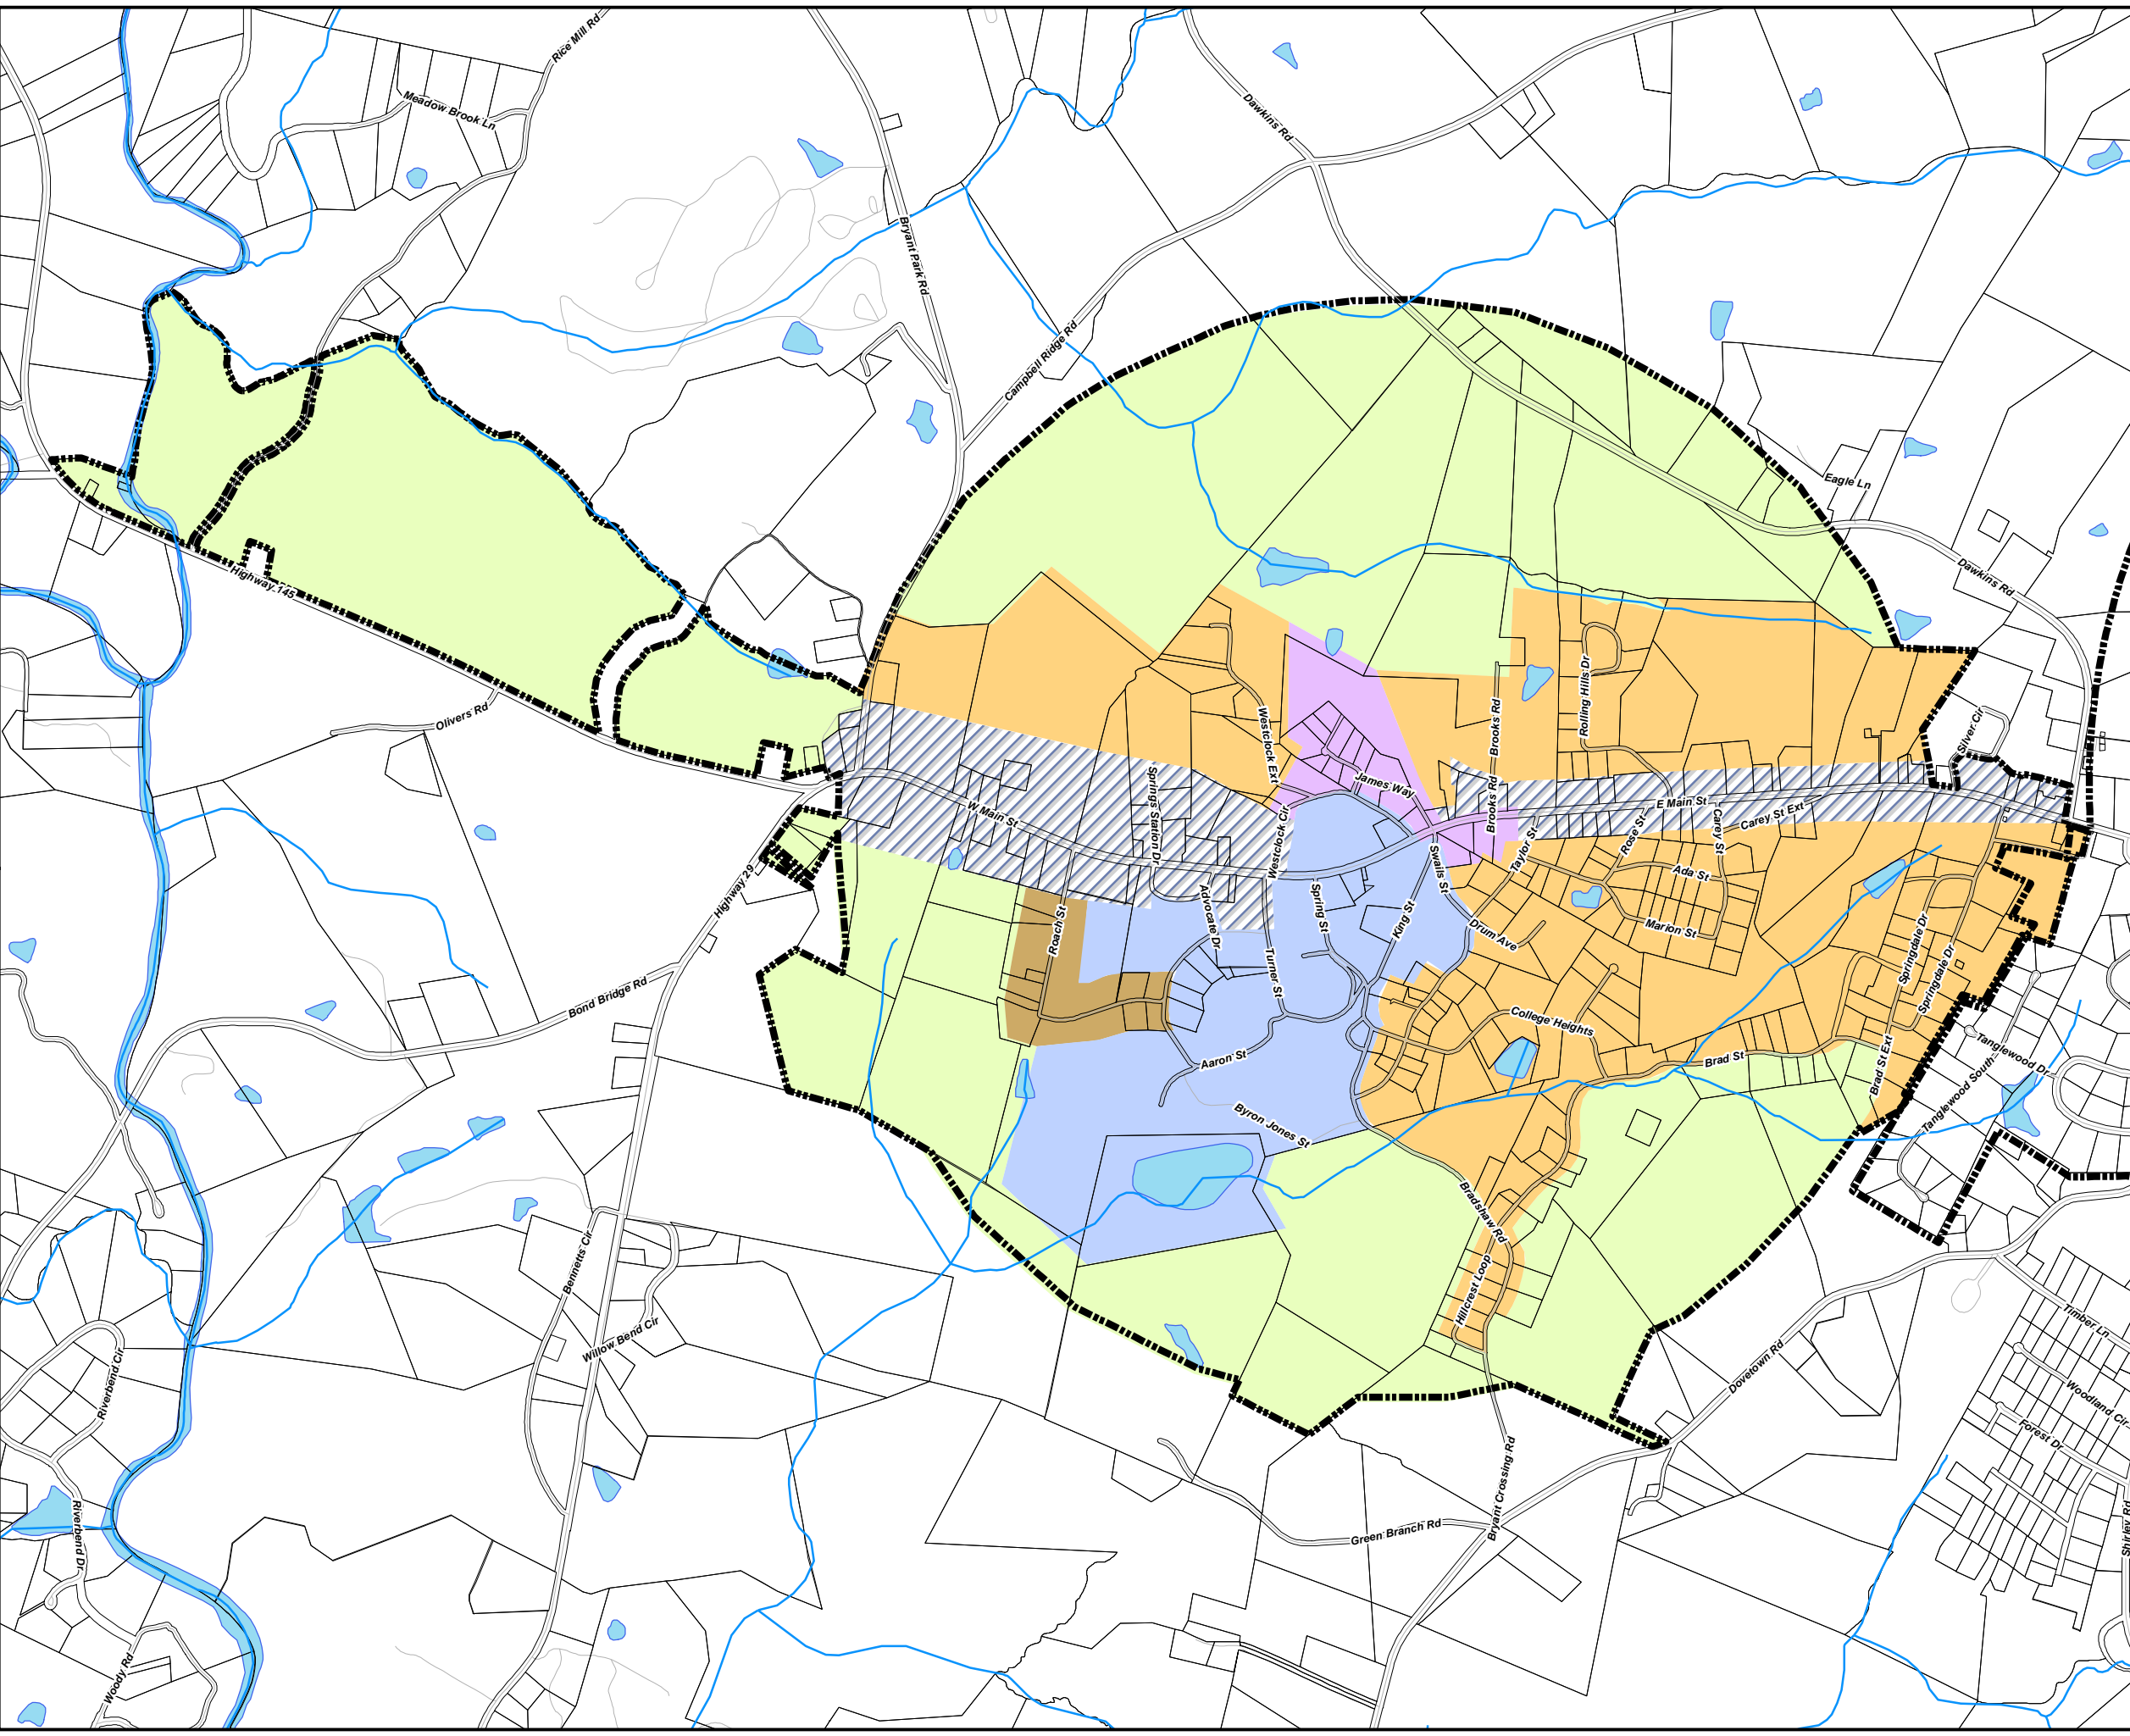 Rice Mill Rd
Meadow Brook Ln
Dawkins Rd
Bryant Park Rd
Campbell Ridge Rd
Eagle Ln
Dawkins Rd
Highway 145
Olivers Rd
Rolling Hills Dr
Brooks Rd
Westclock Ext
Silver Cir
Springs Station Dr
James Way
Brooks Rd
W Main St
E Main St
Carey St Ext
Carey St
Rose St
Westclock Cir
Taylor St
Swails St
Ada St
Highway 29
Roach St
Advocate Dr
Spring St
King St
Drum Ave
Marion St
Springdale Dr
Springdale Dr
Turner St
Bond Bridge Rd
College Heights
Aaron St
Brad St
Brad St Ext
Tanglewood Dr
Tanglewood South
Byron Jones St
Bradshaw Rd
Bennetts Cir
Hillcrest Loop
Willow Bend Cir
Timber Ln
Dovetown Rd
Riverbend Cir
Woodland Cir
Forest Dr
Bryant Crossing Rd
Green Branch Rd
Riverbend Dr
Shirley Rd
Woody Rd